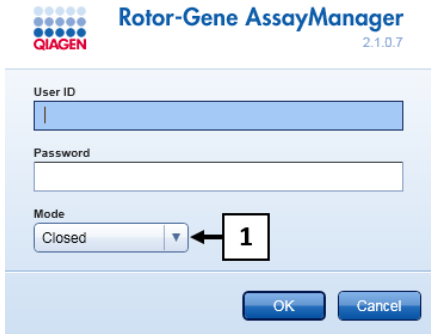 Rotor-Gene AssayManager
QIAGEN
2.1.0.7
User ID
Password
Mode
Closed
1
OK Cancel